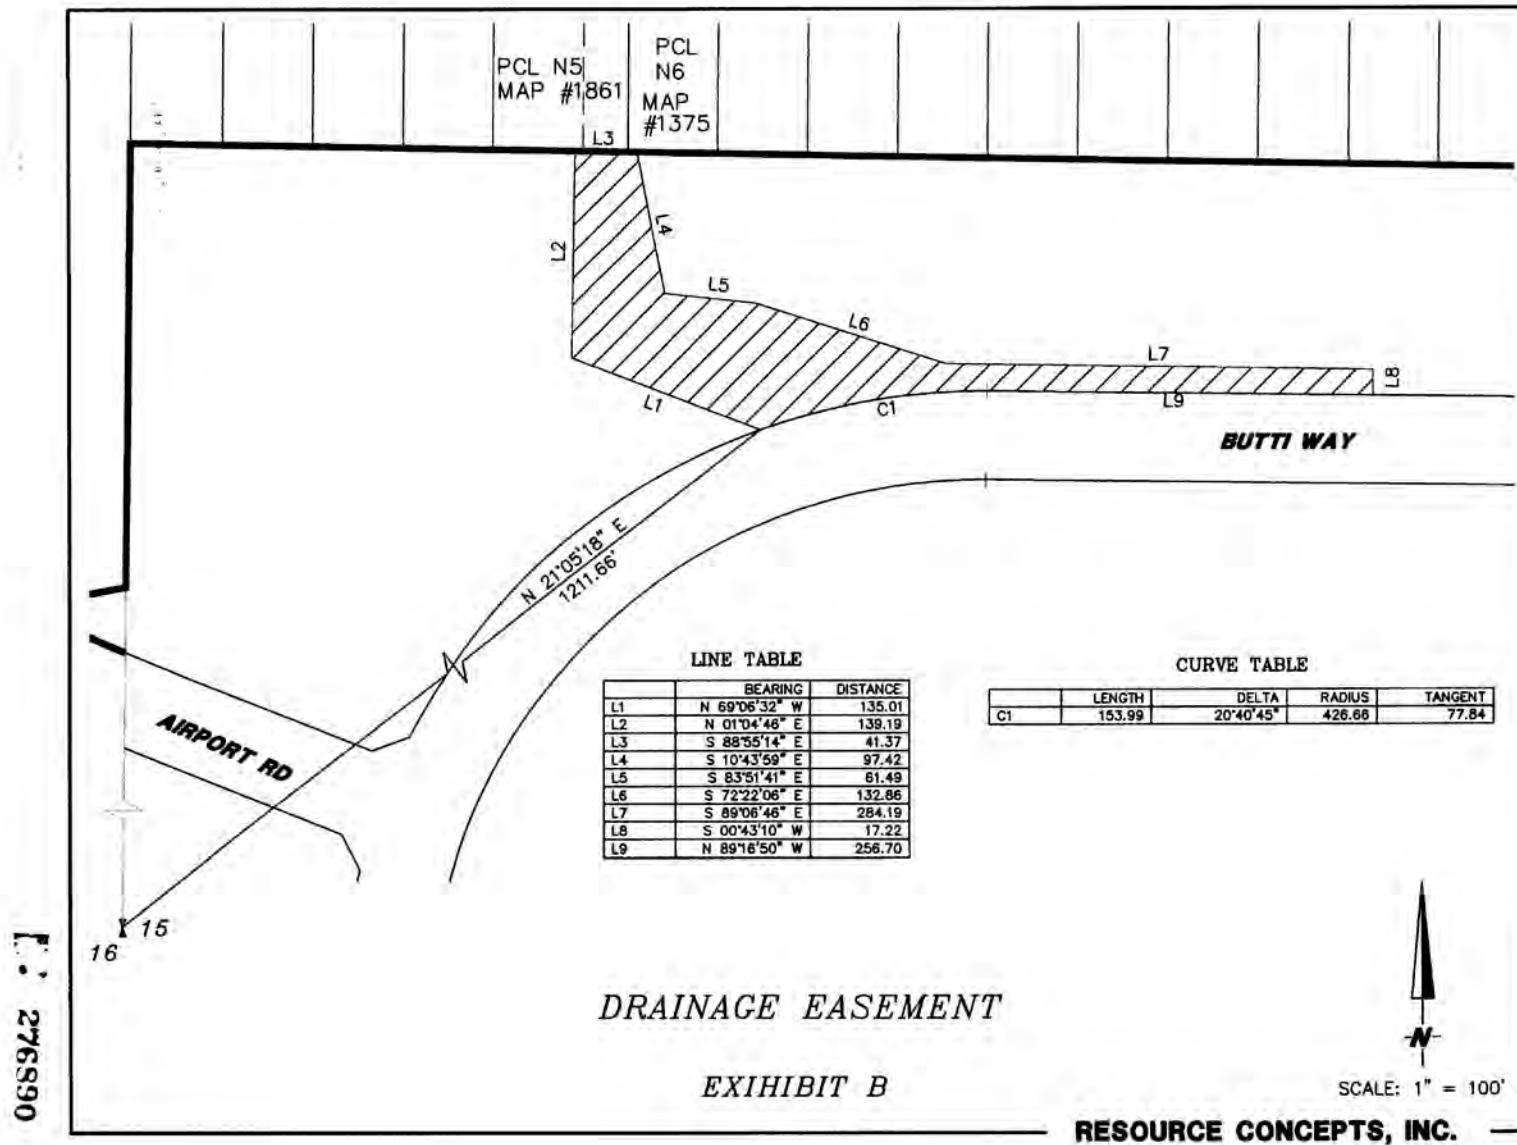 PCL N5
MAP #1861
PCL
N6
MAP
#1375
L3
L2
L4
L5
L6
L7
L8
L1
C1
L9
BUTTI WAY
N 21°05'18" E
1211.66'
AIRPORT RD
LINE TABLE
BEARING DISTANCE
L1 N 69°06'32" W 135.01
L2 N 01°04'46" E 139.19
L3 S 88°55'14" E 41.37
L4 S 10°43'59" E 97.42
L5 S 83°51'41" E 61.49
L6 S 72°22'06" E 132.86
L7 S 89°06'46" E 284.19
L8 S 00°43'10" W 17.22
L9 N 89°16'50" W 256.70
CURVE TABLE
LENGTH DELTA RADIUS TANGENT
C1 153.99 20°40'45" 426.66 77.84
15
16
DRAINAGE EASEMENT
EXIHIBIT B
N
SCALE: 1" = 100'
RESOURCE CONCEPTS, INC.
276890